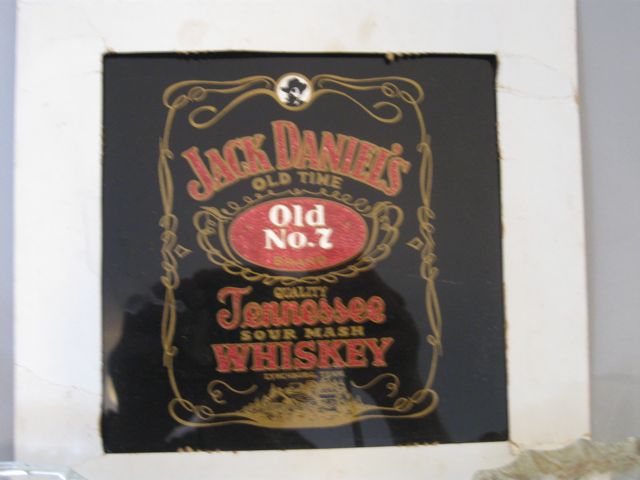 JACK DANIEL'S
OLD TIME
Old
No.7
BRAND
QUALITY
Tennessee
SOUR MASH
WHISKEY